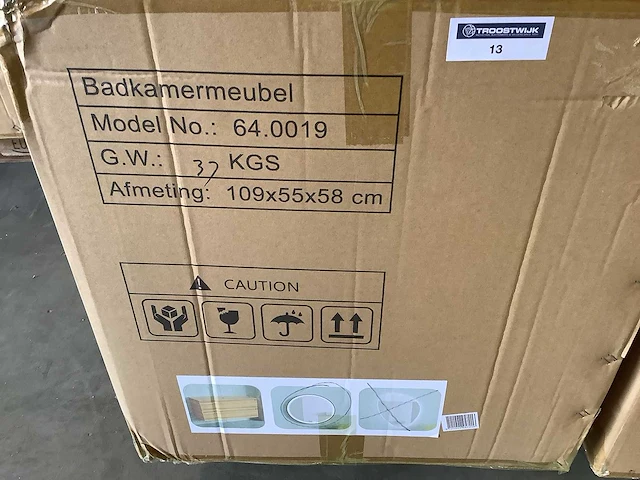 TROOSTWIJK
13
Badkamermeubel
Model No.: 64.0019
G.W.: 37 KGS
Afmeting: 109x55x58 cm
CAUTION